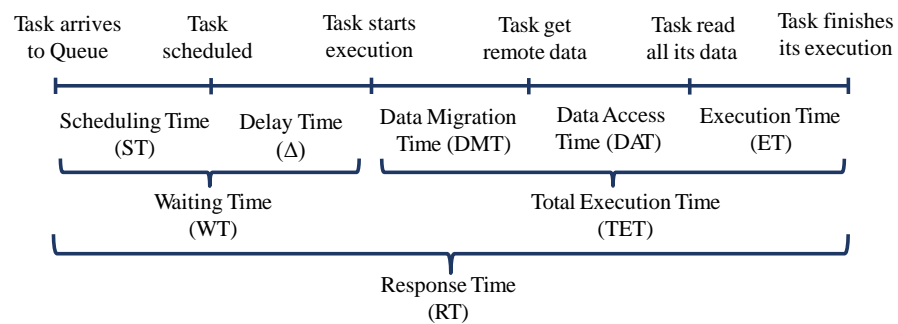 Task arrives
to Queue
Task
scheduled
Task starts
execution
Task get
remote data
Task read
all its data
Task finishes
its execution
Scheduling Time
(ST)
Delay Time
(Δ)
Data Migration
Time (DMT)
Data Access
Time (DAT)
Execution Time
(ET)
Waiting Time
(WT)
Total Execution Time
(TET)
Response Time
(RT)